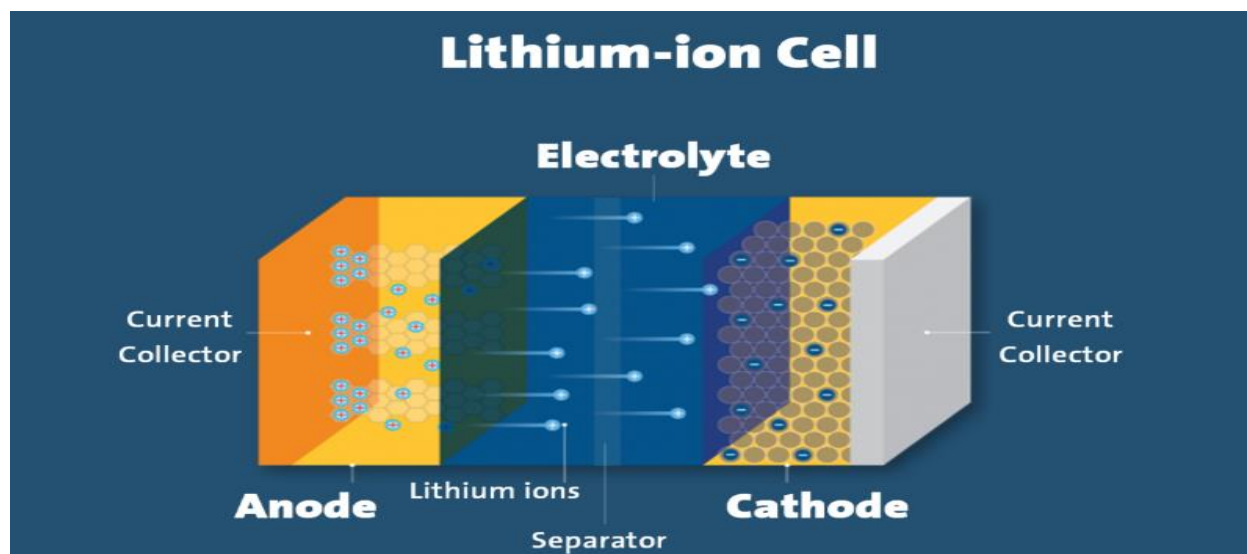 Lithium-ion Cell
Electrolyte
Current
Collector
Current
Collector
Anode
Lithium ions
Cathode
Separator